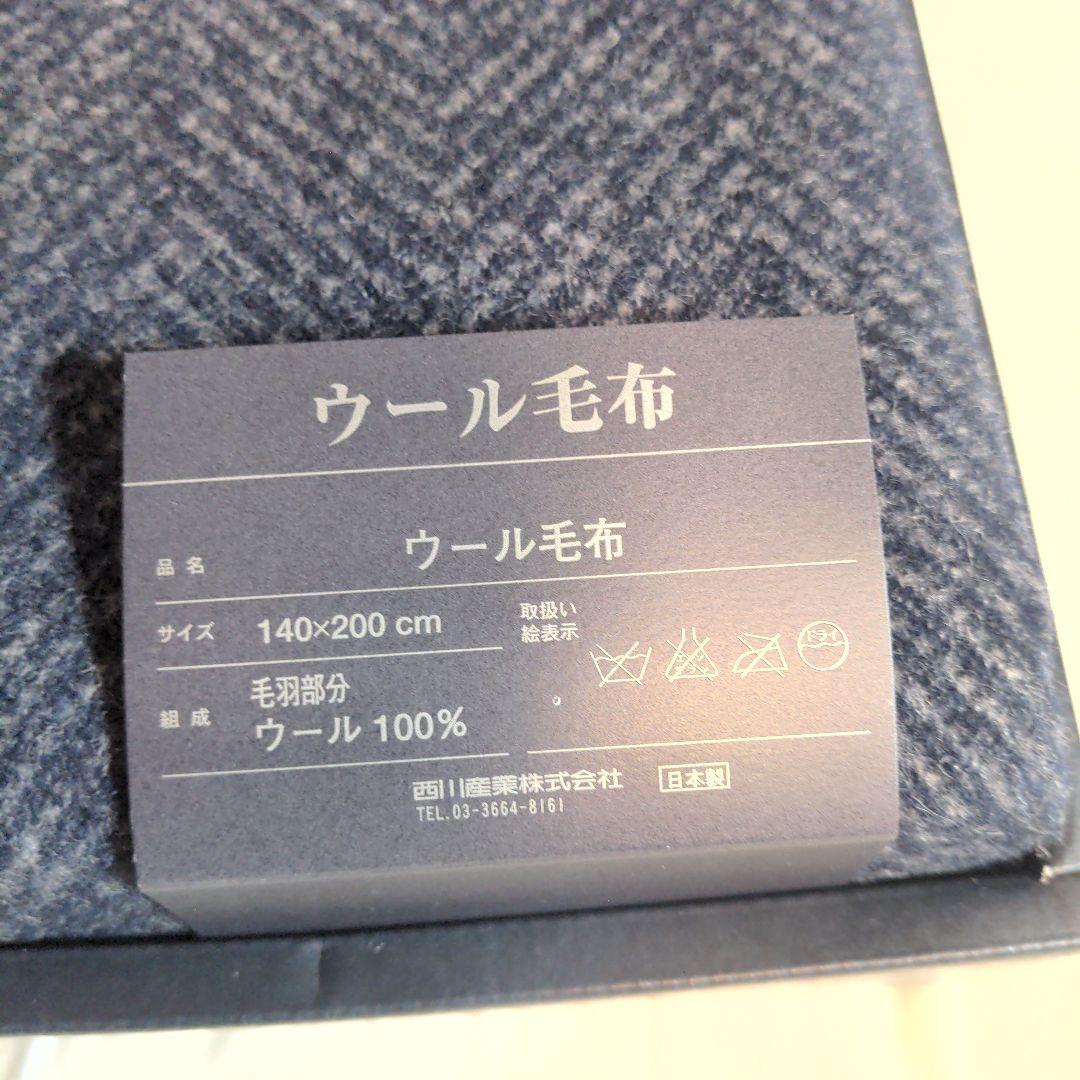 ウール毛布
品名 ウール毛布
サイズ 140×200 cm
取扱い
絵表示
ドライ
組成 毛羽部分
ウール 100%
西川産業株式会社 日本製
TEL.03-3664-8161